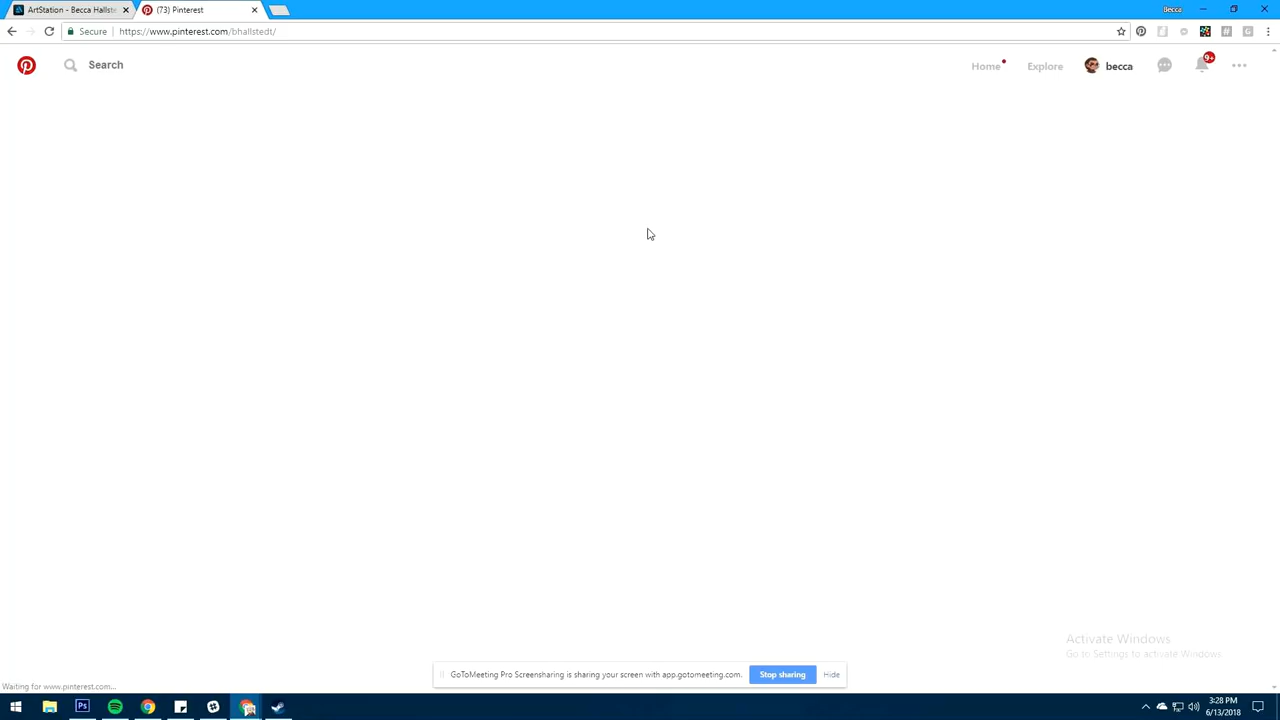 ArtStation - Becca Hallst
(73) Pinterest
Becca
Secure
https://www.pinterest.com/bhallstedt/
Search
Home
Explore
becca
9+
Activate Windows
Go to Settings to activate Windows.
GoToMeeting Pro Screensharing is sharing your screen with app.gotomeeting.com.
Stop sharing
Hide
Waiting for www.pinterest.com...
Ps
3:28 PM
6/13/2018